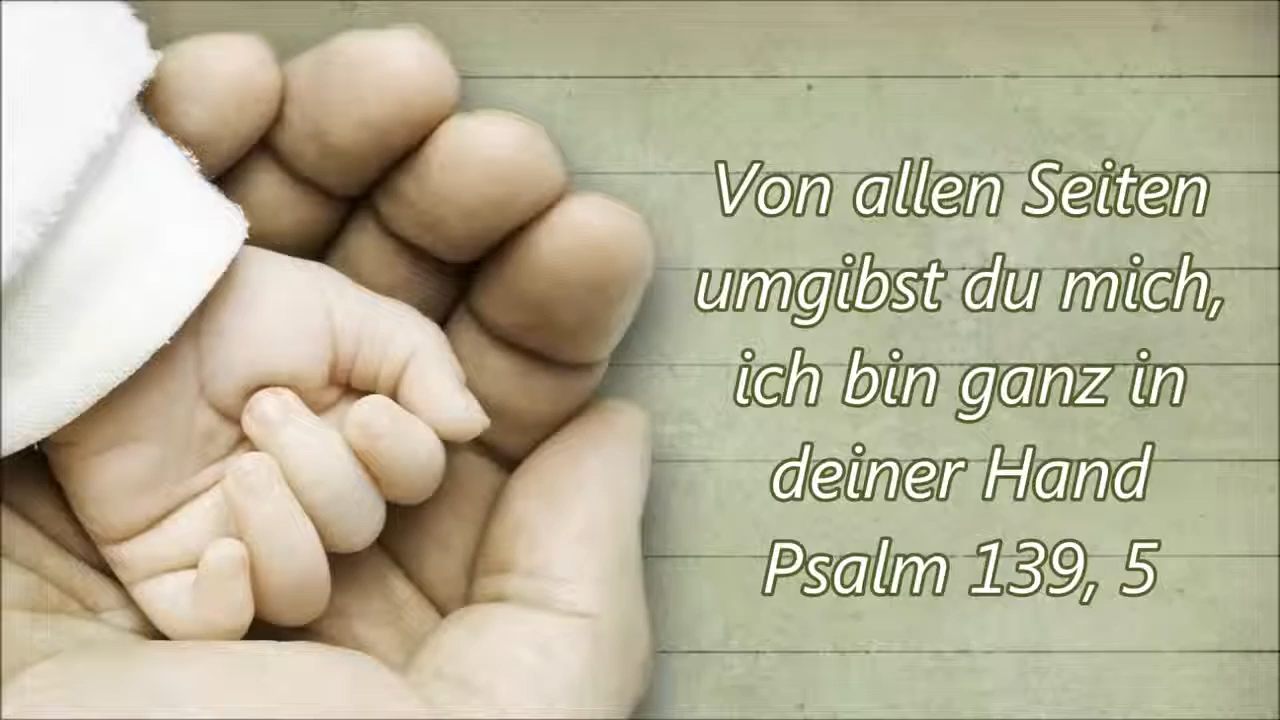 Von allen Seiten
umgibst du mich,
ich bin ganz in
deiner Hand
Psalm 139, 5